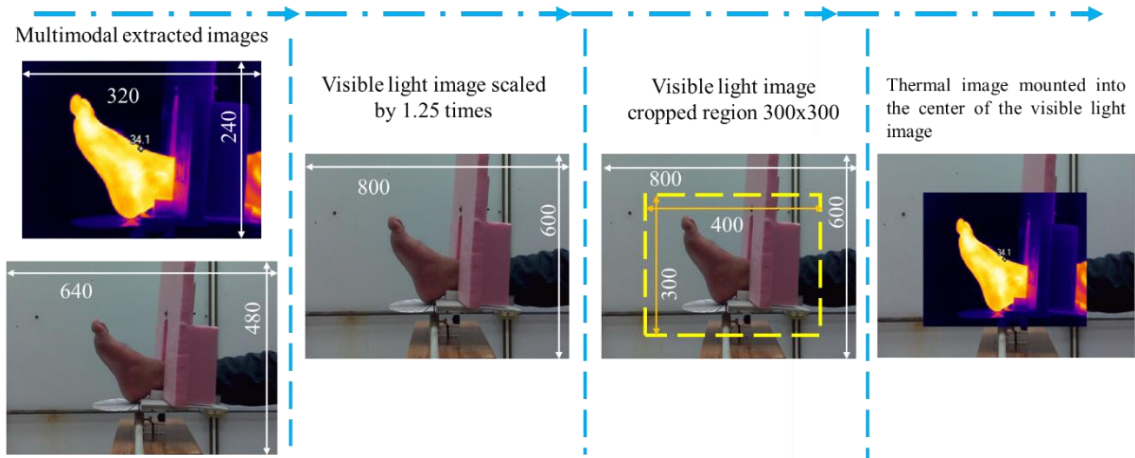 Multimodal extracted images
320
240
34.1
640
480
Visible light image scaled
by 1.25 times
800
600
Visible light image
cropped region 300x300
800
600
400
300
Thermal image mounted into
the center of the visible light
image
34.1